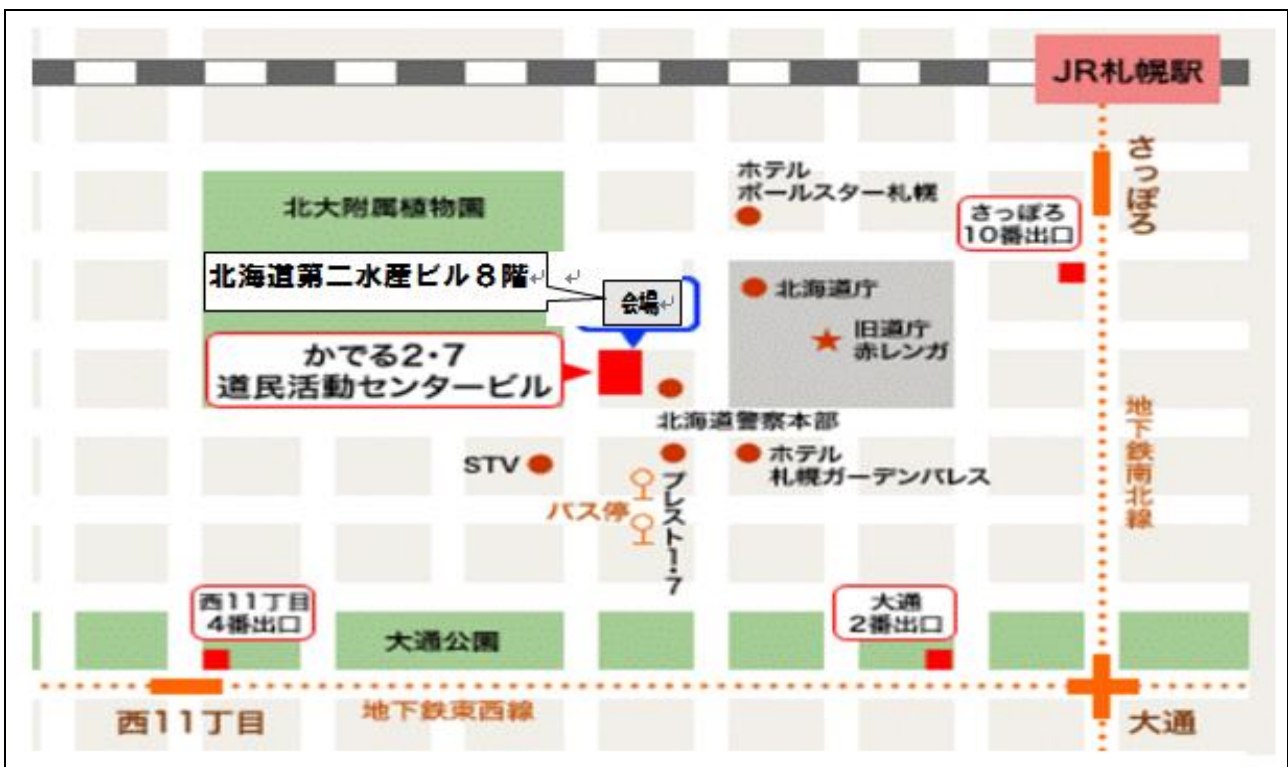 JR札幌駅
さっぽろ
ホテル
ポールスター札幌
さっぽろ
10番出口
北大附属植物園
北海道第二水産ビル8階
会場
北海道庁
旧道庁
赤レンガ
かでる2・7
道民活動センタービル
北海道警察本部
STV
ホテル
札幌ガーデンパレス
バス停
プレスト1・7
地下鉄南北線
西11丁目
4番出口
大通公園
大通
2番出口
西11丁目
地下鉄東西線
大通